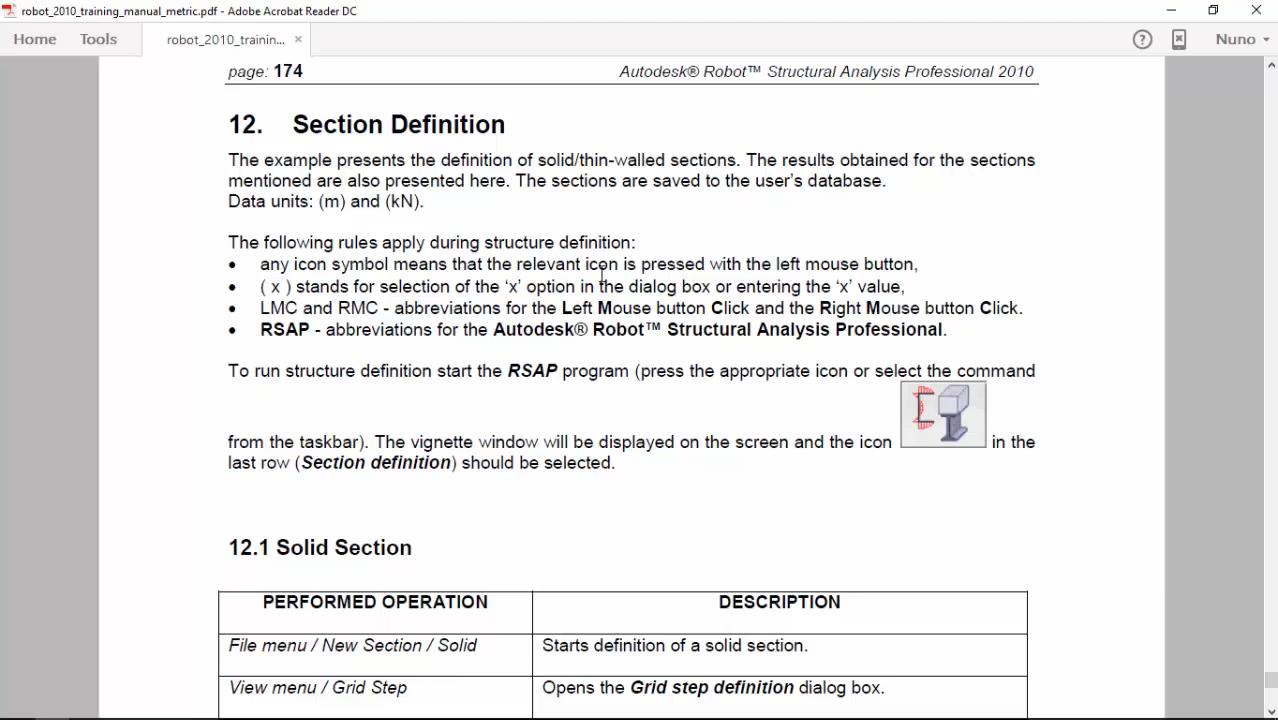 robot_2010_training_manual_metric.pdf - Adobe Acrobat Reader DC
Home Tools robot_2010_trainin... × Nuno
page: 174 Autodesk® Robot™ Structural Analysis Professional 2010
12. Section Definition
The example presents the definition of solid/thin-walled sections. The results obtained for the sections
mentioned are also presented here. The sections are saved to the user's database.
Data units: (m) and (kN).
The following rules apply during structure definition:
• any icon symbol means that the relevant icon is pressed with the left mouse button,
• ( x ) stands for selection of the 'x' option in the dialog box or entering the 'x' value,
• LMC and RMC - abbreviations for the Left Mouse button Click and the Right Mouse button Click.
• RSAP - abbreviations for the Autodesk® Robot™ Structural Analysis Professional.
To run structure definition start the RSAP program (press the appropriate icon or select the command
from the taskbar). The vignette window will be displayed on the screen and the icon in the
last row (Section definition) should be selected.
12.1 Solid Section
PERFORMED OPERATION DESCRIPTION
File menu / New Section / Solid Starts definition of a solid section.
View menu / Grid Step Opens the Grid step definition dialog box.